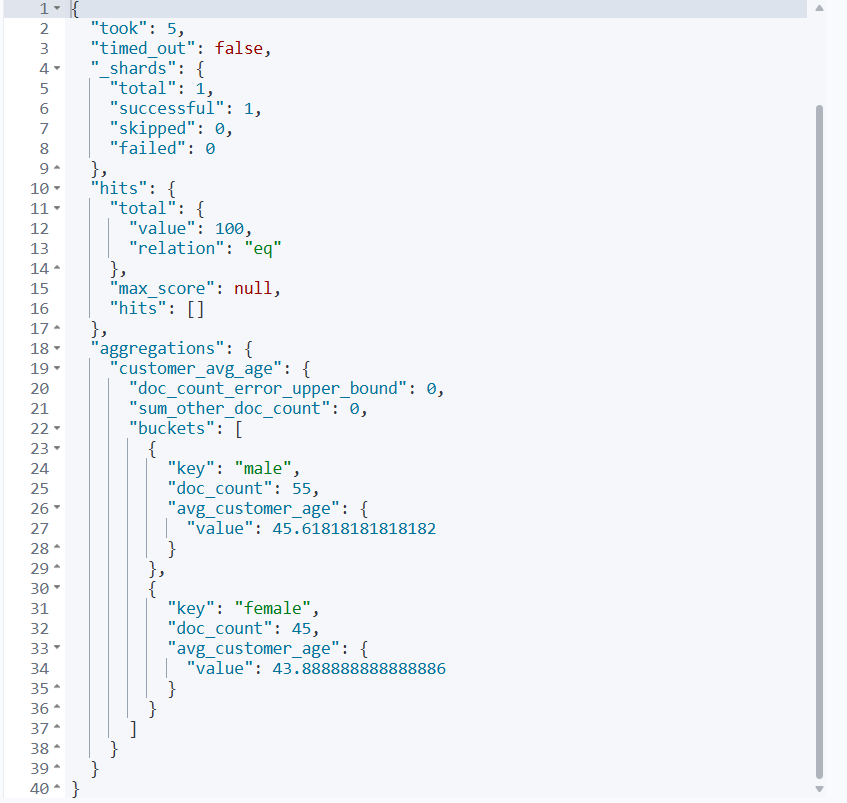 1 {
2 "took": 5,
3 "timed_out": false,
4 "_shards": {
5 "total": 1,
6 "successful": 1,
7 "skipped": 0,
8 "failed": 0
9 },
10 "hits": {
11 "total": {
12 "value": 100,
13 "relation": "eq"
14 },
15 "max_score": null,
16 "hits": []
17 },
18 "aggregations": {
19 "customer_avg_age": {
20 "doc_count_error_upper_bound": 0,
21 "sum_other_doc_count": 0,
22 "buckets": [
23 {
24 "key": "male",
25 "doc_count": 55,
26 "avg_customer_age": {
27 "value": 45.61818181818182
28 }
29 },
30 {
31 "key": "female",
32 "doc_count": 45,
33 "avg_customer_age": {
34 "value": 43.888888888888886
35 }
36 }
37 ]
38 }
39 }
40 }